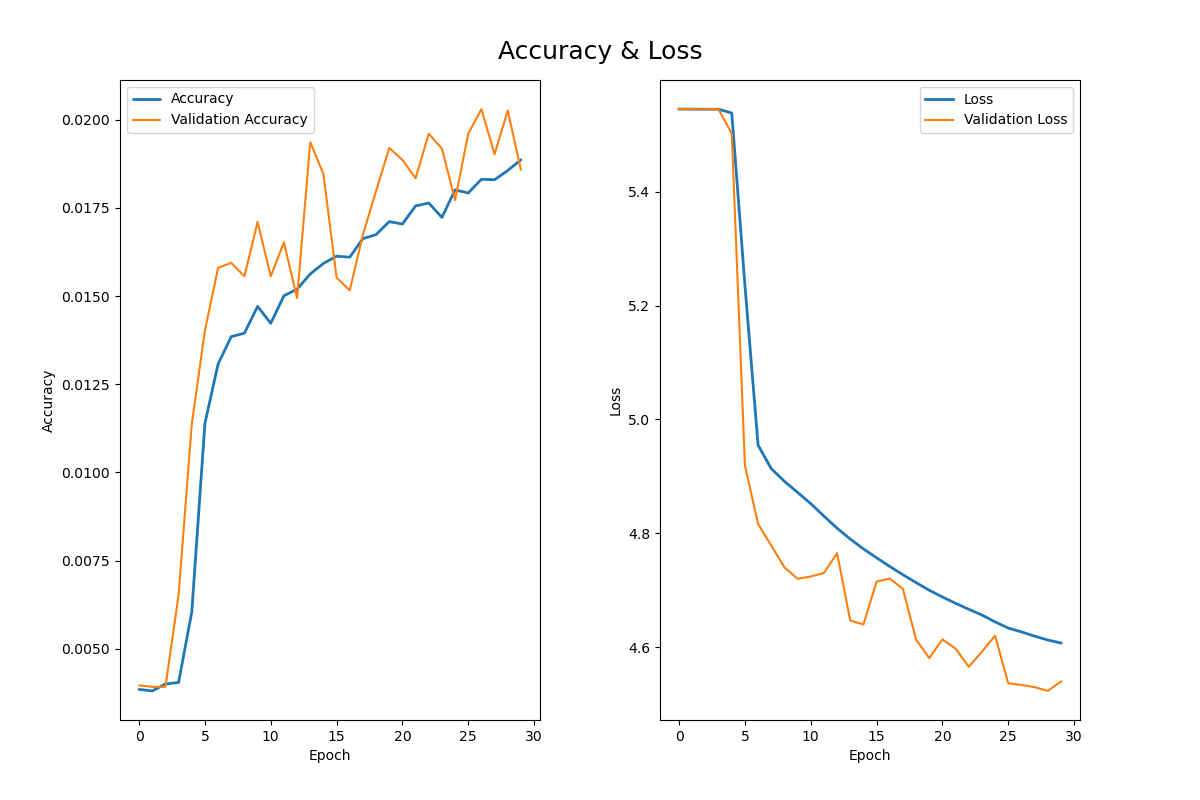 Accuracy & Loss
Accuracy
Validation Accuracy
0.0200
0.0175
0.0150
0.0125
0.0100
0.0075
0.0050
Accuracy
0 5 10 15 20 25 30
Epoch
Loss
Validation Loss
5.4
5.2
5.0
4.8
4.6
Loss
0 5 10 15 20 25 30
Epoch